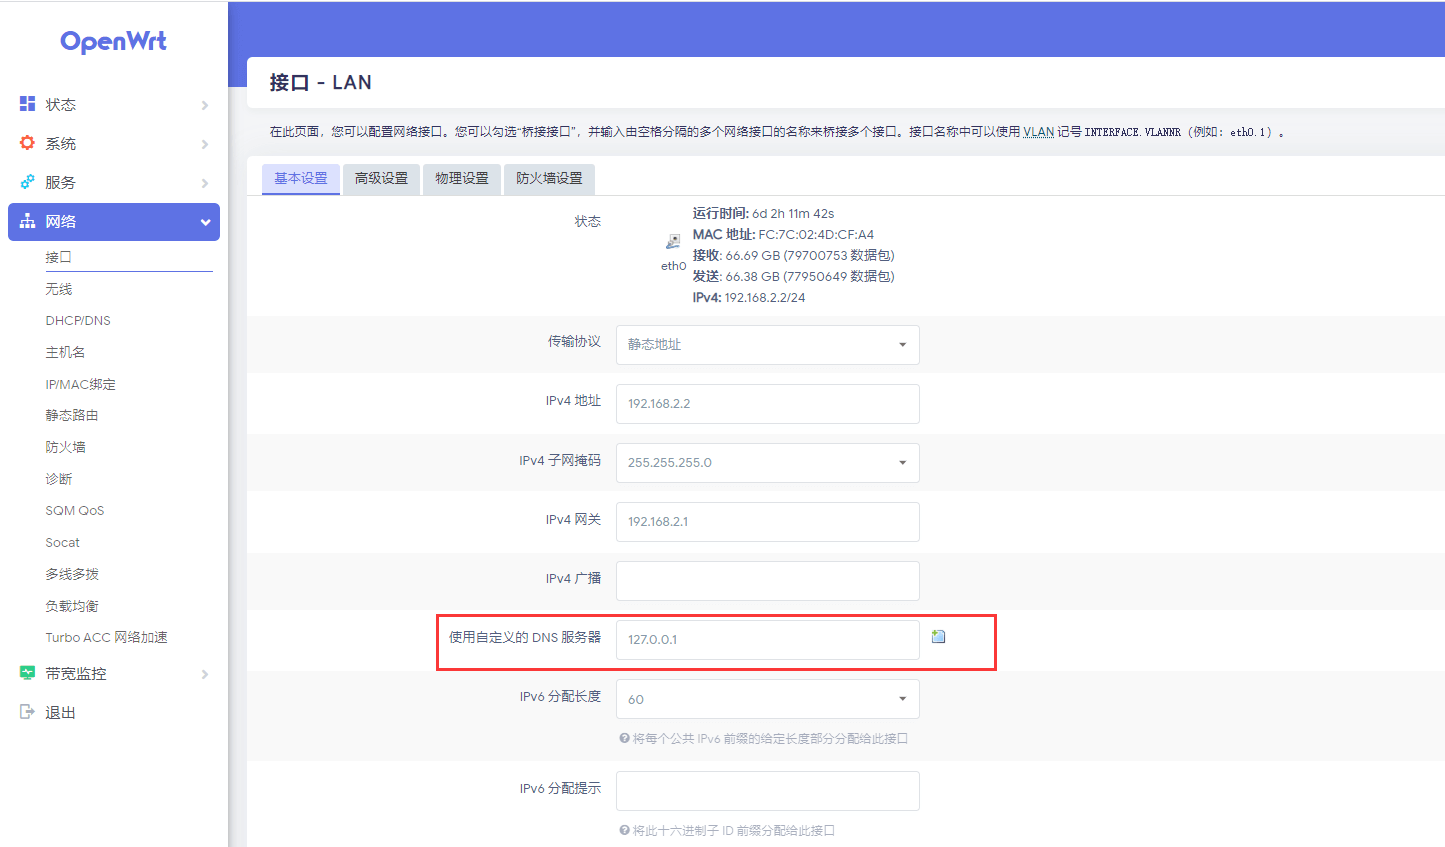 OpenWrt
状态
系统
服务
网络
接口
无线
DHCP/DNS
主机名
IP/MAC绑定
静态路由
防火墙
诊断
SQM QoS
Socat
多线多拨
负载均衡
Turbo ACC 网络加速
带宽监控
退出
接口 - LAN
在此页面，您可以配置网络接口。您可以勾选“桥接接口”，并输入由空格分隔的多个网络接口的名称来桥接多个接口。接口名称中可以使用 VLAN 记号 INTERFACE.VLANNR（例如：eth0.1）。
基本设置 高级设置 物理设置 防火墙设置
状态
eth0
运行时间: 6d 2h 11m 42s
MAC 地址: FC:7C:02:4D:CF:A4
接收: 66.69 GB (79700753 数据包)
发送: 66.38 GB (77950649 数据包)
IPv4: 192.168.2.2/24
传输协议 静态地址
IPv4 地址 192.168.2.2
IPv4 子网掩码 255.255.255.0
IPv4 网关 192.168.2.1
IPv4 广播
使用自定义的 DNS 服务器 127.0.0.1
IPv6 分配长度 60
将每个公共 IPv6 前缀的给定长度部分分配给此接口
IPv6 分配提示
将此十六进制子 ID 前缀分配给此接口